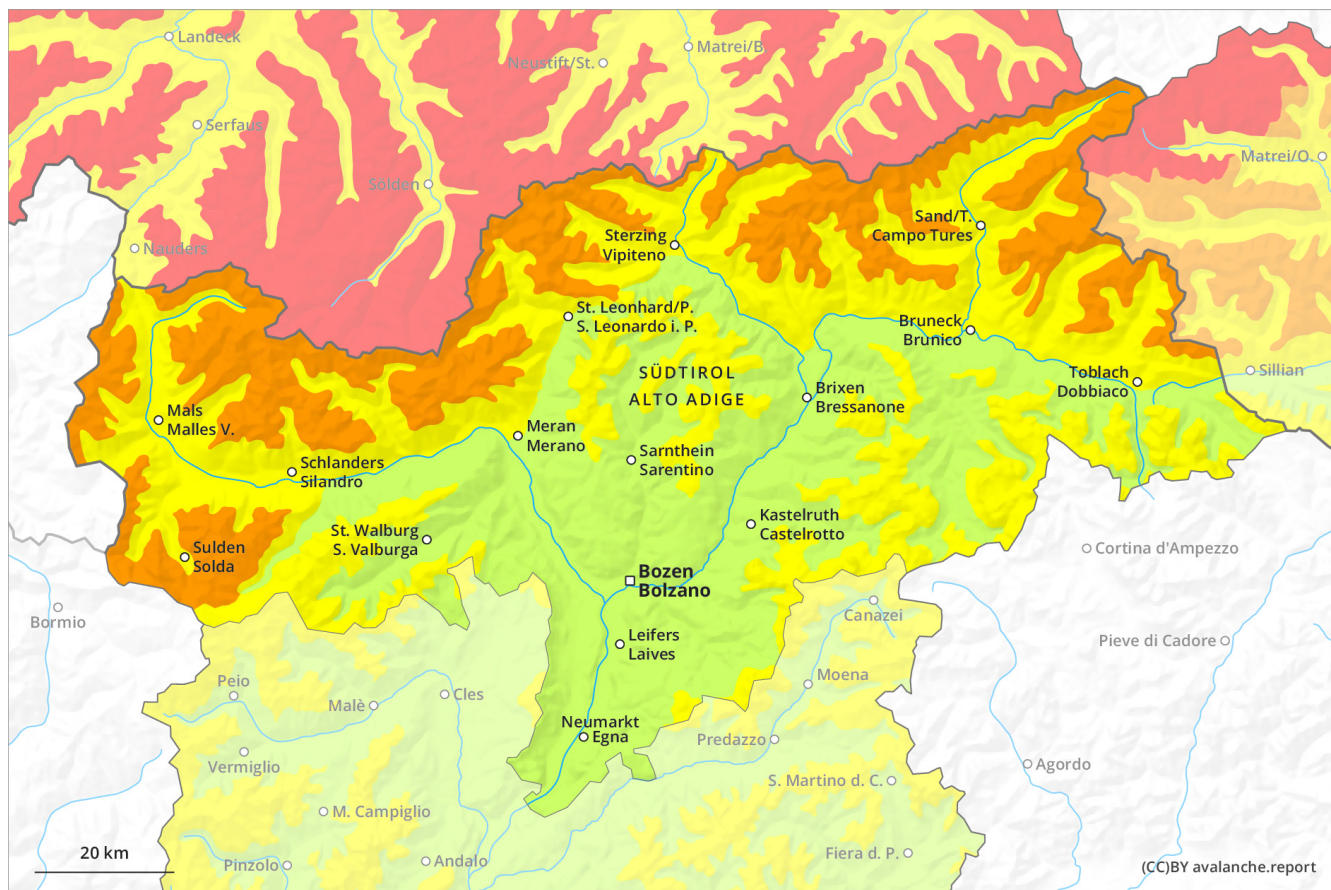 Landeck
Matrei/B
Neustift/St.
Serfaus
Matrei/O.
Sölden
Sand/T.
Campo Tures
Sterzing
Vipiteno
Nauders
St. Leonhard/P.
S. Leonardo i. P.
Bruneck
Brunico
SÜDTIROL
ALTO ADIGE
Toblach
Dobbiaco
Sillian
Brixen
Bressanone
Mals
Malles V.
Meran
Merano
Sarnthein
Sarentino
Schlanders
Silandro
Kastelruth
Castelrotto
St. Walburg
S. Valburga
Sulden
Solda
Cortina d'Ampezzo
Bozen
Bolzano
Bormio
Canazei
Leifers
Laives
Pieve di Cadore
Peio
Moena
Malè
Cles
Neumarkt
Egna
Predazzo
Vermiglio
Agordo
S. Martino d. C.
M. Campiglio
20 km
Pinzolo
Andalo
Fiera d. P.
(CC)BY avalanche.report